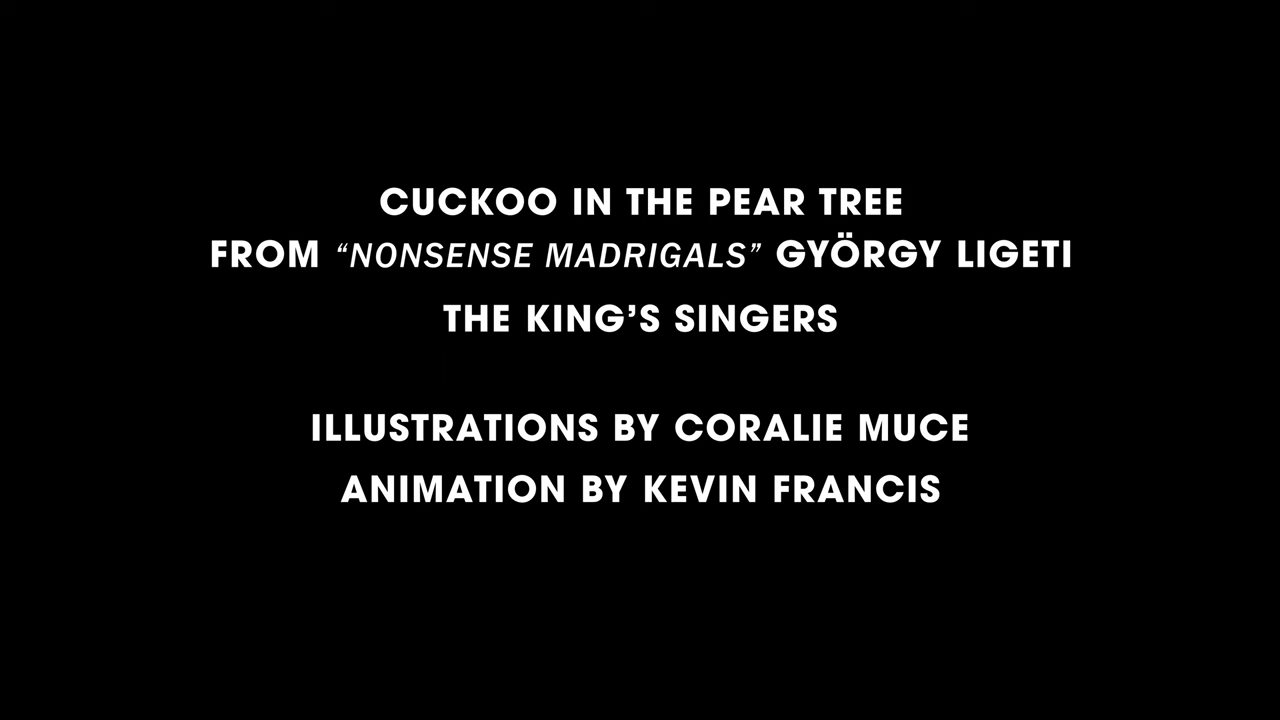 CUCKOO IN THE PEAR TREE
FROM “NONSENSE MADRIGALS” GYÖRGY LIGETI
THE KING’S SINGERS
ILLUSTRATIONS BY CORALIE MUCE
ANIMATION BY KEVIN FRANCIS